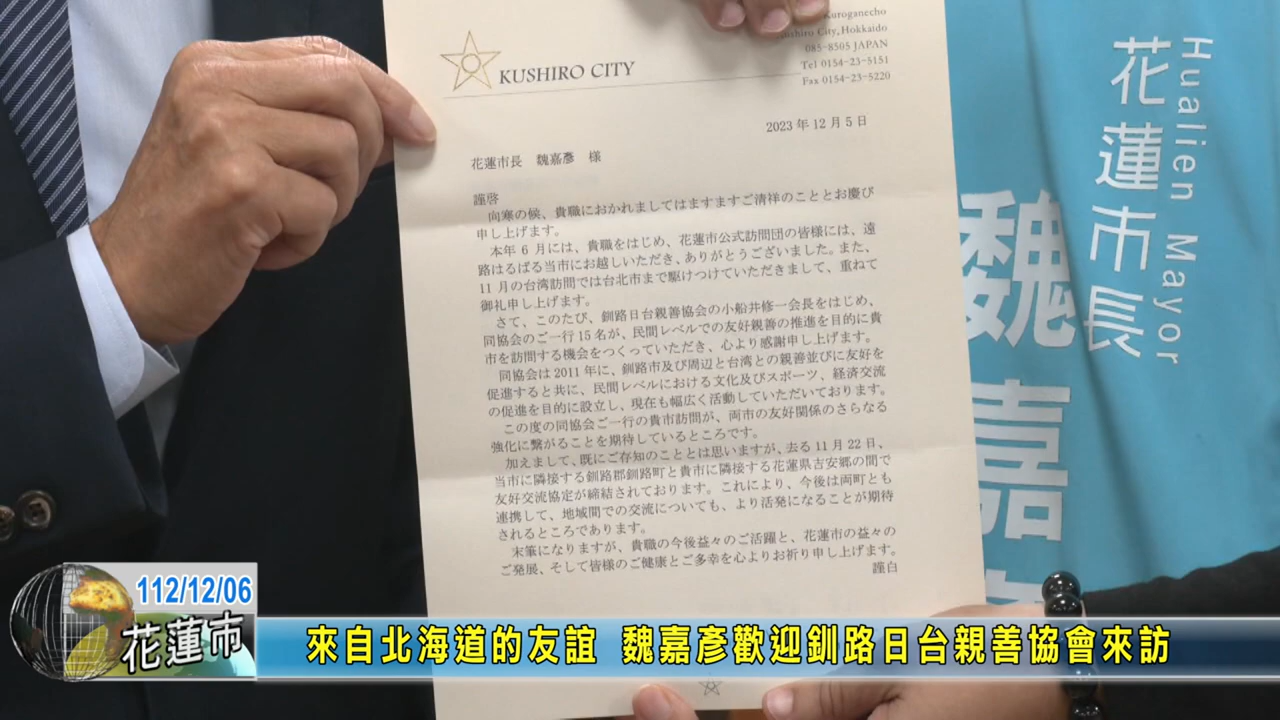 Kuroganecho
Kushiro City, Hokkaido
085-8505 JAPAN
Tel 0154-23-5151
Fax 0154-23-5220
KUSHIRO CITY
2023年12月5日
花蓮市長 魏嘉彥 様
謹啓
向寒の候、貴職におかれましてはますますご清祥のこととお慶び
申し上げます。
本年6月には、貴職をはじめ、花蓮市公式訪問団の皆様には、遠
路はるばる当市にお越しいただき、ありがとうございました。また、
11月の台湾訪問では台北市まで駆けつけていただきまして、重ねて
御礼申し上げます。
さて、このたび、釧路日台親善協会の小船井修一会長をはじめ、
同協会のご一行15名が、民間レベルでの友好親善の推進を目的に貴
市を訪問する機会をつくっていただき、心より感謝申し上げます。
同協会は2011年に、釧路市及び周辺と台湾との親善並びに友好を
促進すると共に、民間レベルにおける文化及びスポーツ、経済交流
の促進を目的に設立し、現在も幅広く活動していただいております。
この度の同協会ご一行の貴市訪問が、両市の友好関係のさらなる
強化に繋がることを期待しているところです。
加えまして、既にご存知のこととは思いますが、去る11月22日、
当市に隣接する釧路郡釧路町と貴市に隣接する花蓮県吉安郷の間で
友好交流協定が締結されております。これにより、今後は両町とも
連携して、地域間での交流についても、より活発になることが期待
されるところであります。
末筆になりますが、貴職の今後益々のご活躍と、花蓮市の益々の
ご発展、そして皆様のご健康とご多幸を心よりお祈り申し上げます。
謹白
Hualien Mayor
花蓮市長
魏嘉
112/12/06
花蓮市
來自北海道的友誼 魏嘉彥歡迎釧路日台親善協會來訪